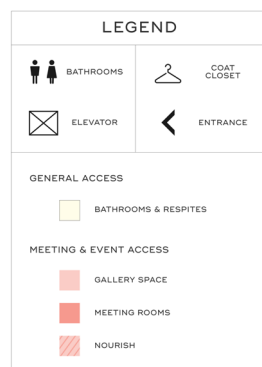 LEGEND
BATHROOMS
COAT
CLOSET
ELEVATOR
ENTRANCE
GENERAL ACCESS
BATHROOMS & RESPITES
MEETING & EVENT ACCESS
GALLERY SPACE
MEETING ROOMS
NOURISH